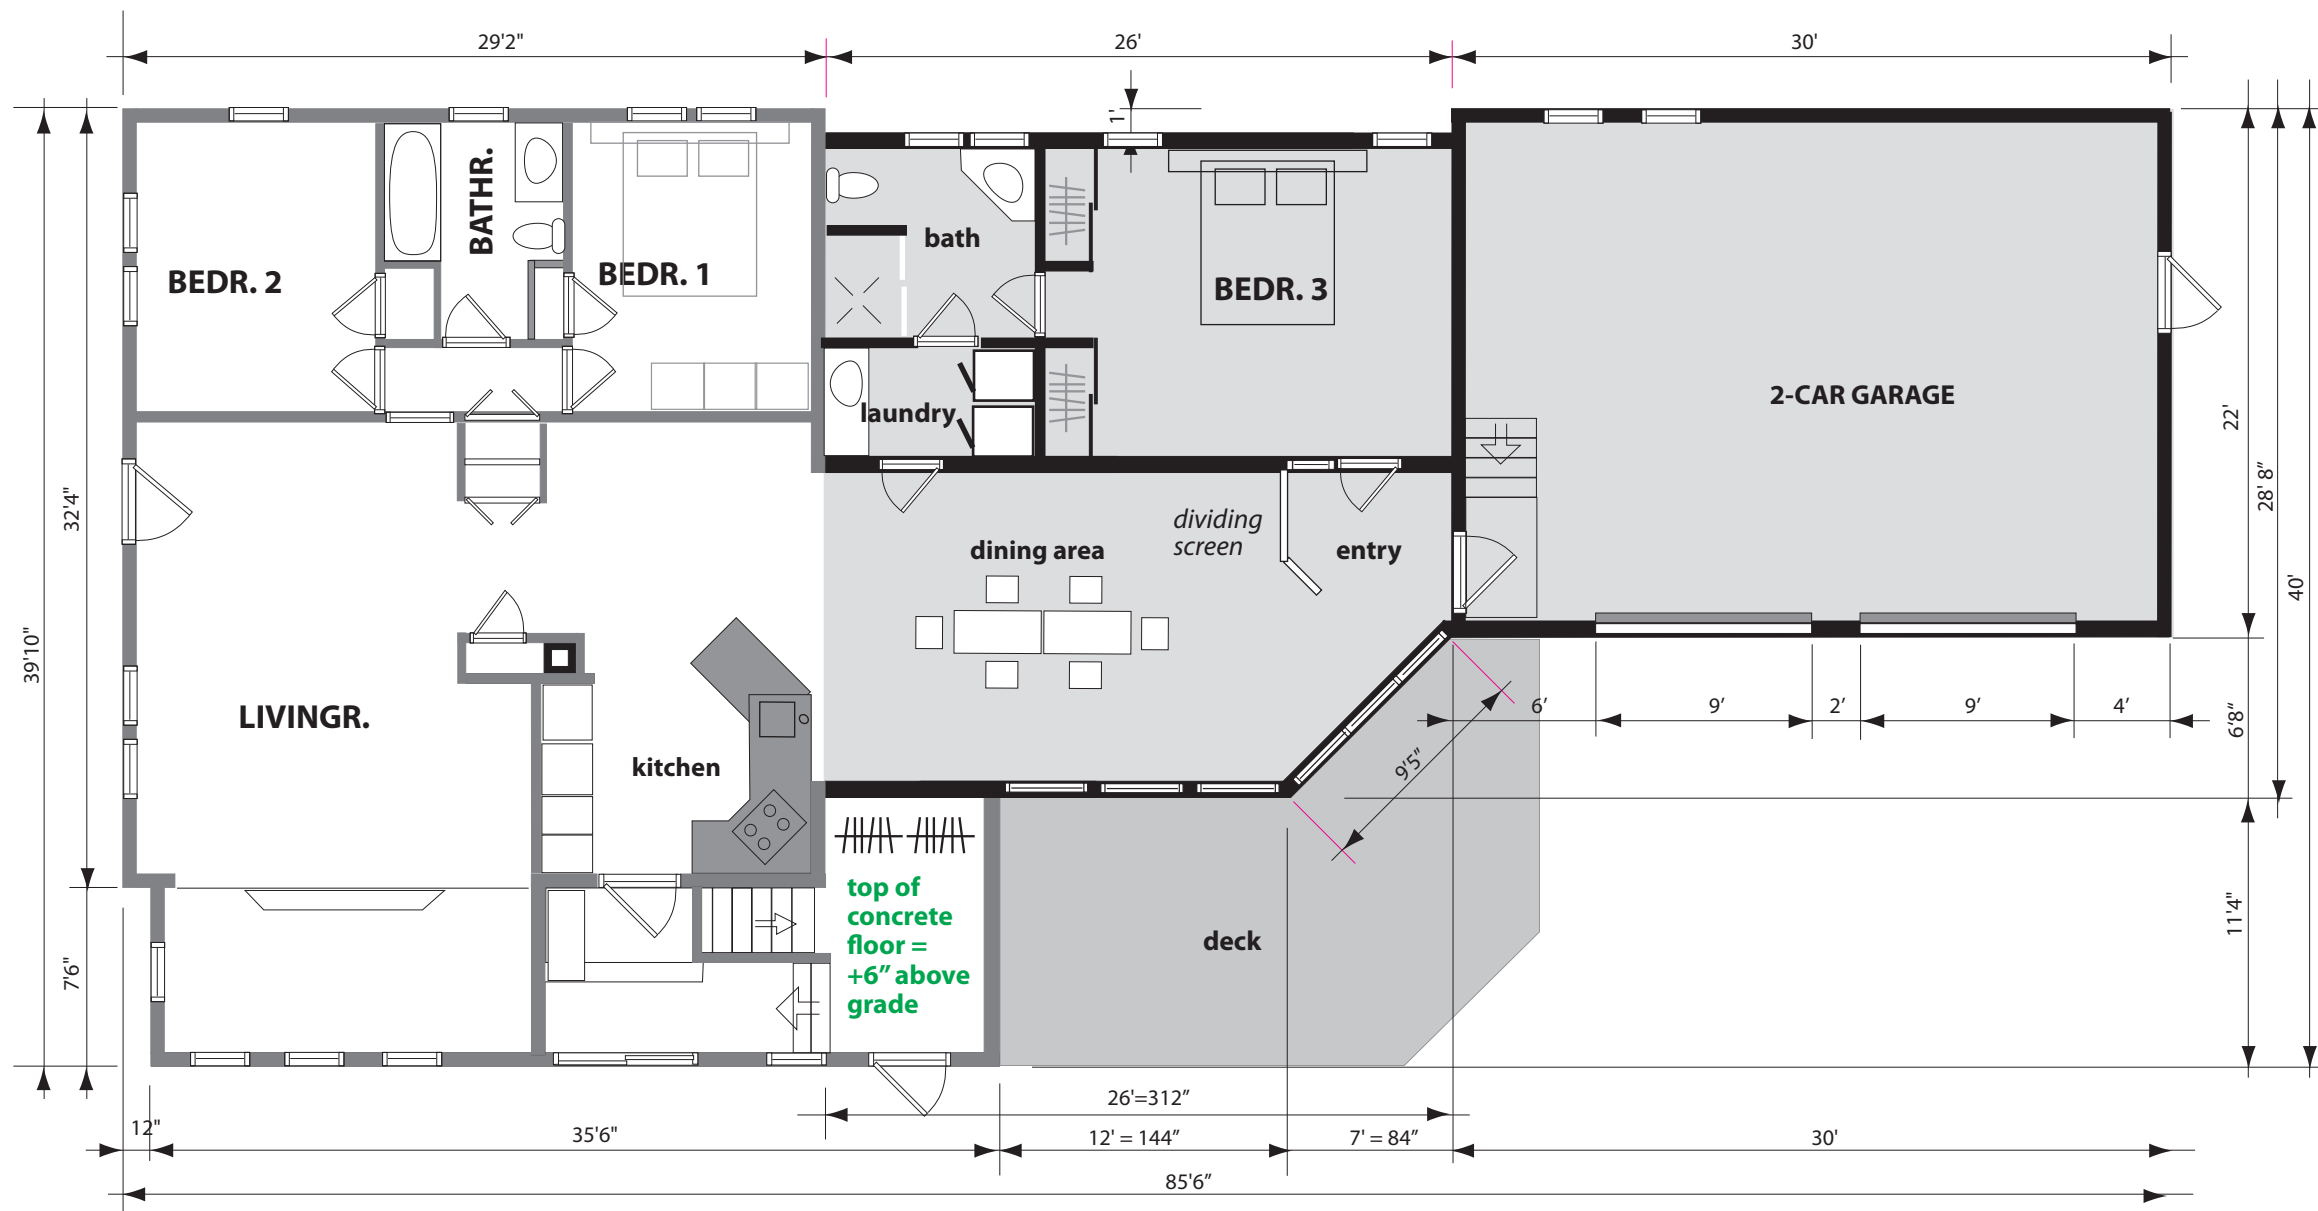 29'2"
26'
30'
1'
BATHR.
BEDR. 2
BEDR. 1
bath
BEDR. 3
laundry
2-CAR GARAGE
22'
28' 8”
40'
32'4"
39'10"
dividing
screen
dining area
entry
LIVINGR.
kitchen
6’
9’
2’
9’
4’
6’8”
9’5”
top of
concrete
floor =
+6” above
grade
deck
11'4"
7'6"
26'=312”
12"
35'6"
12' = 144”
7' = 84”
30'
85'6”